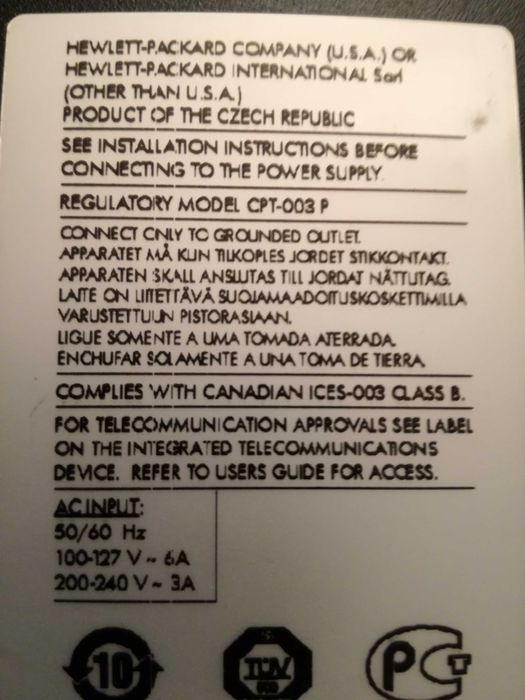 HEWLETT-PACKARD COMPANY (U.S.A.) OR
HEWLETT-PACKARD INTERNATIONAL Sarl
(OTHER THAN U.S.A.)
PRODUCT OF THE CZECH REPUBLIC
SEE INSTALLATION INSTRUCTIONS BEFORE
CONNECTING TO THE POWER SUPPLY
REGULATORY MODEL CPT-003 P
CONNECT ONLY TO GROUNDED OUTLET.
APPARATET MÅ KUN TILKOPLES JORDET STIKKONTAKT.
APPARATEN SKALL ANSLUTAS TILL JORDAT NÄTTUTAG.
LAITE ON LIITETTÄVÄ SUOJAMAADOITUSKOSKETTIMILLA
VARUSTETTUUN PISTORASIAAN.
LIGUE SOMENTE A UMA TOMADA ATERRADA.
ENCHUFAR SOLAMENTE A UNA TOMA DE TIERRA.
COMPLIES WITH CANADIAN ICES-003 CLASS B.
FOR TELECOMMUNICATION APPROVALS SEE LABEL
ON THE INTEGRATED TELECOMMUNICATIONS
DEVICE. REFER TO USERS GUIDE FOR ACCESS.
AC INPUT:
50/60 Hz
100-127 V ~ 6A
200-240 V ~ 3A
10 TÜV PCT